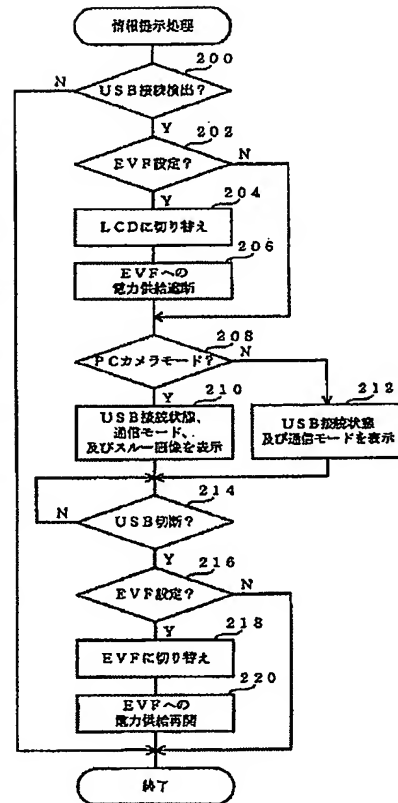 情報提示処理
200
N
USB接続検出?
Y
202
EVF設定?
N
Y
204
LCDに切り替え
206
EVFへの
電力供給遮断
208
PCカメラモード?
N
Y
210
212
USB接続状態、
通信モード、
及びスルー画像を表示
USB接続状態
及び通信モードを表示
214
N
USB切断?
Y
216
EVF設定?
N
Y
218
EVFに切り替え
220
EVFへの
電力供給再開
終了